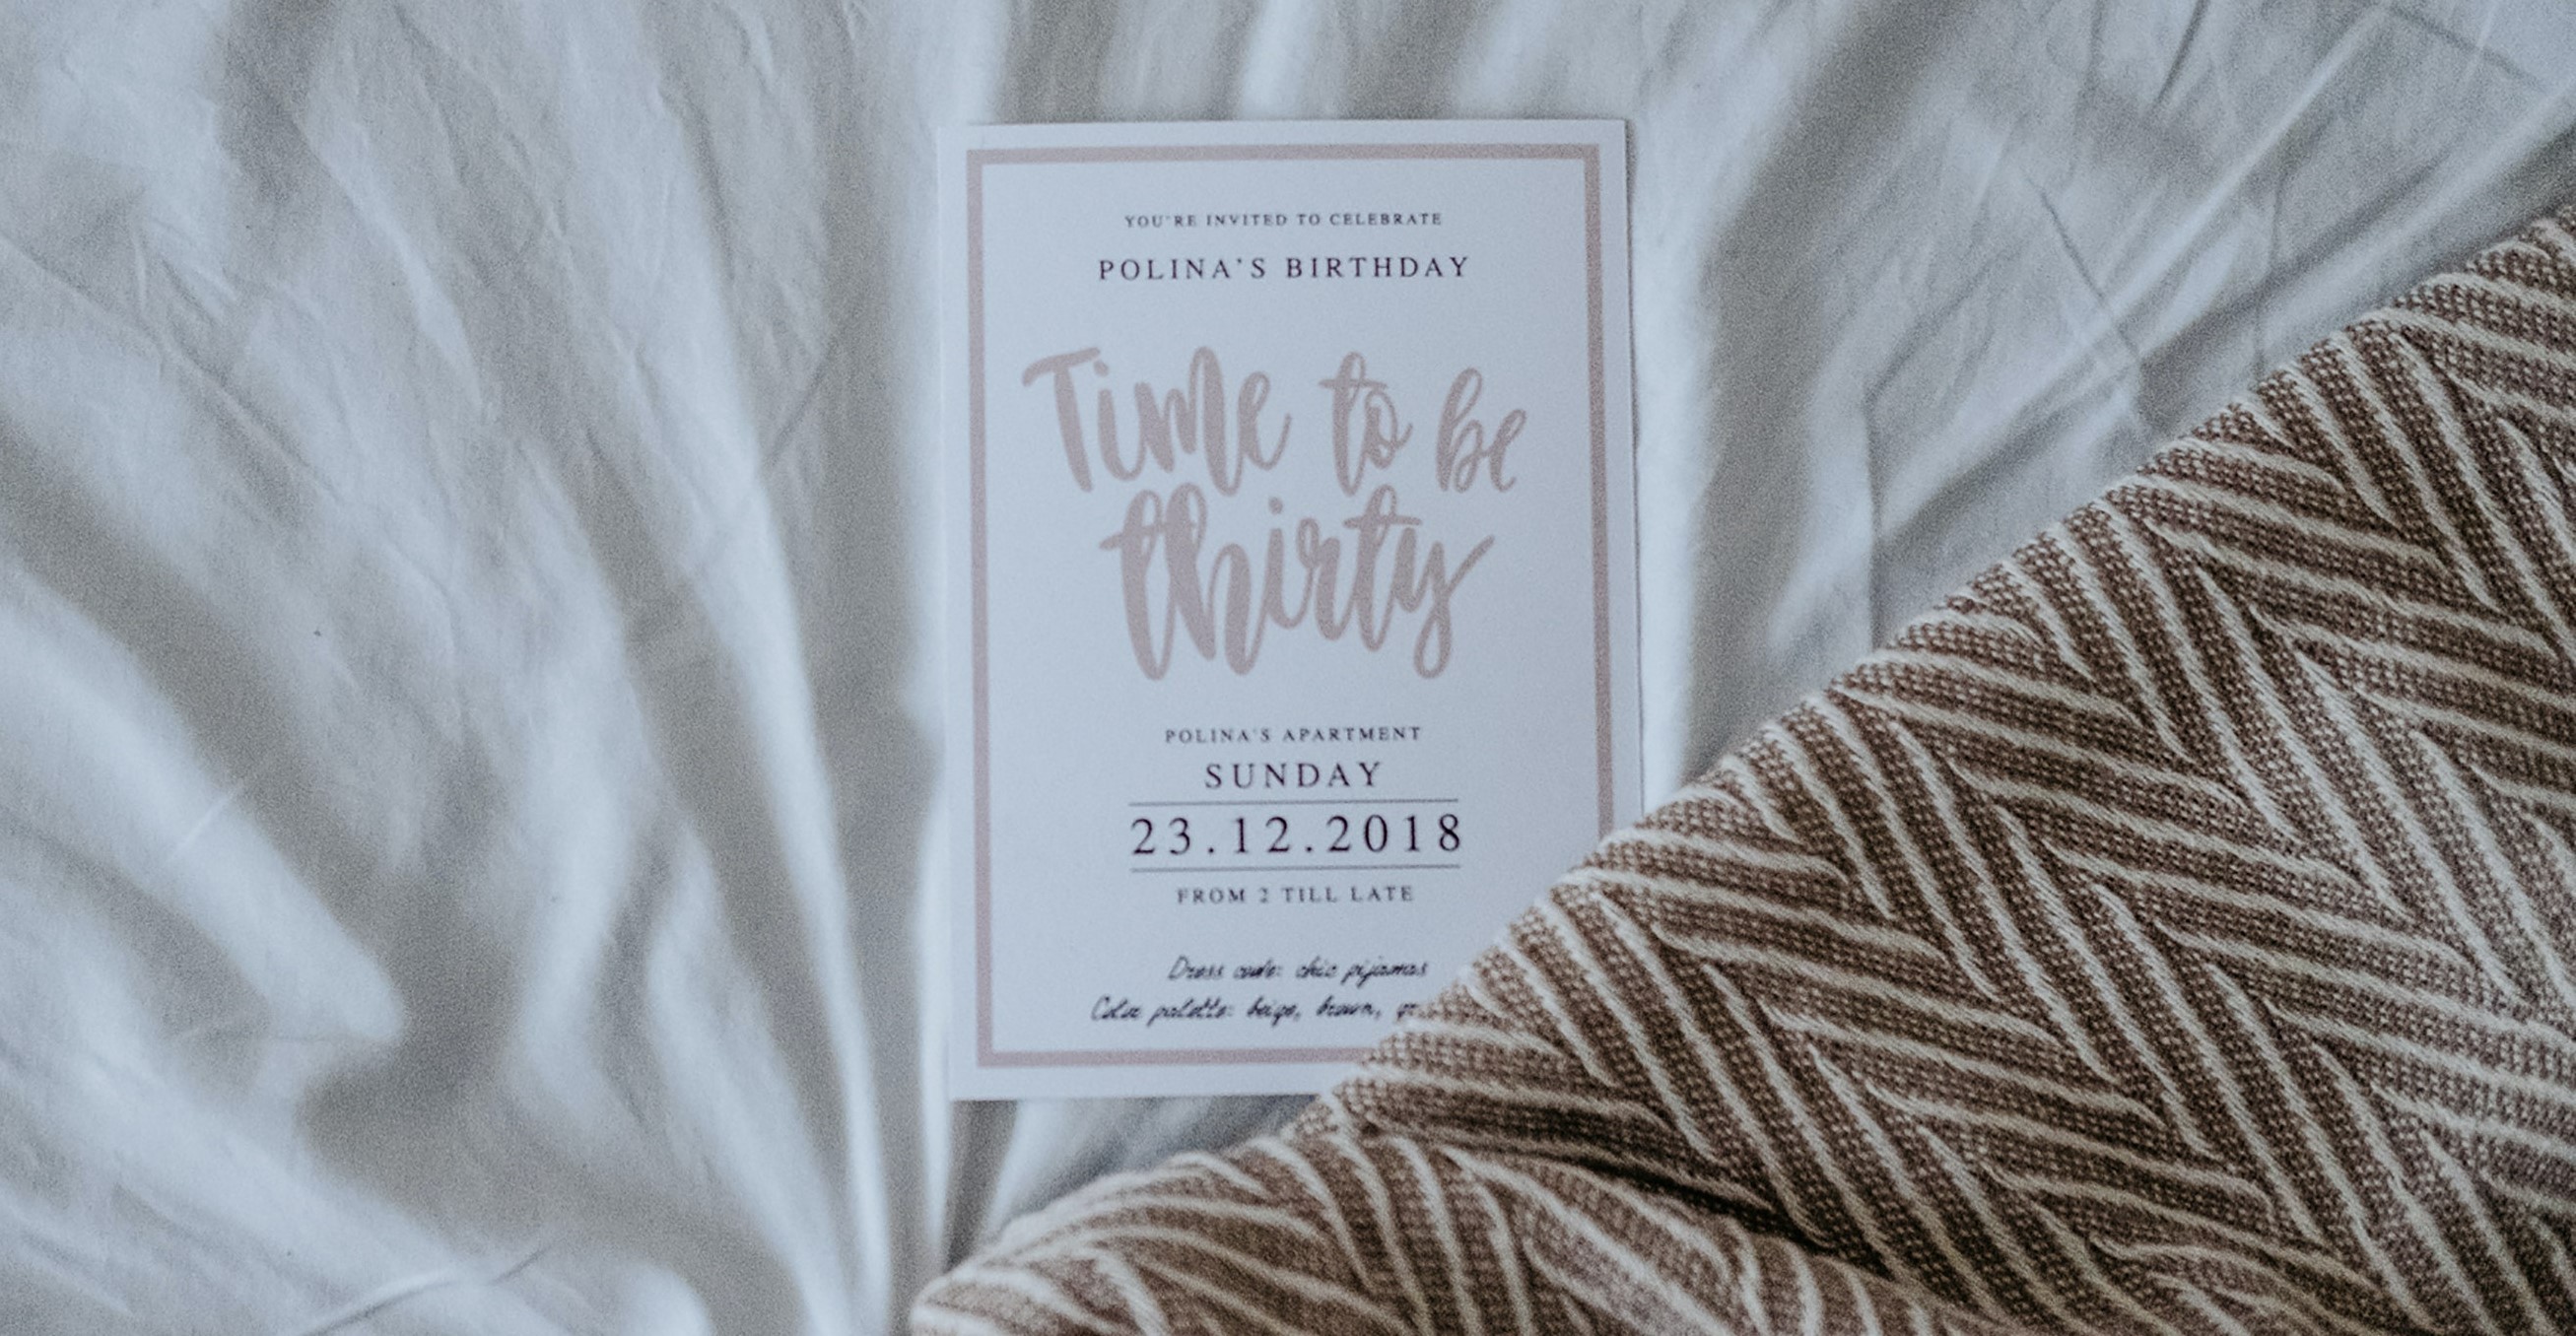 YOU'RE INVITED TO CELEBRATE
POLINA'S BIRTHDAY
Time to be
thirty
POLINA'S APARTMENT
SUNDAY
23.12.2018
FROM 2 TILL LATE
Dress code: chic pijamas
Color palette: beige, brown,